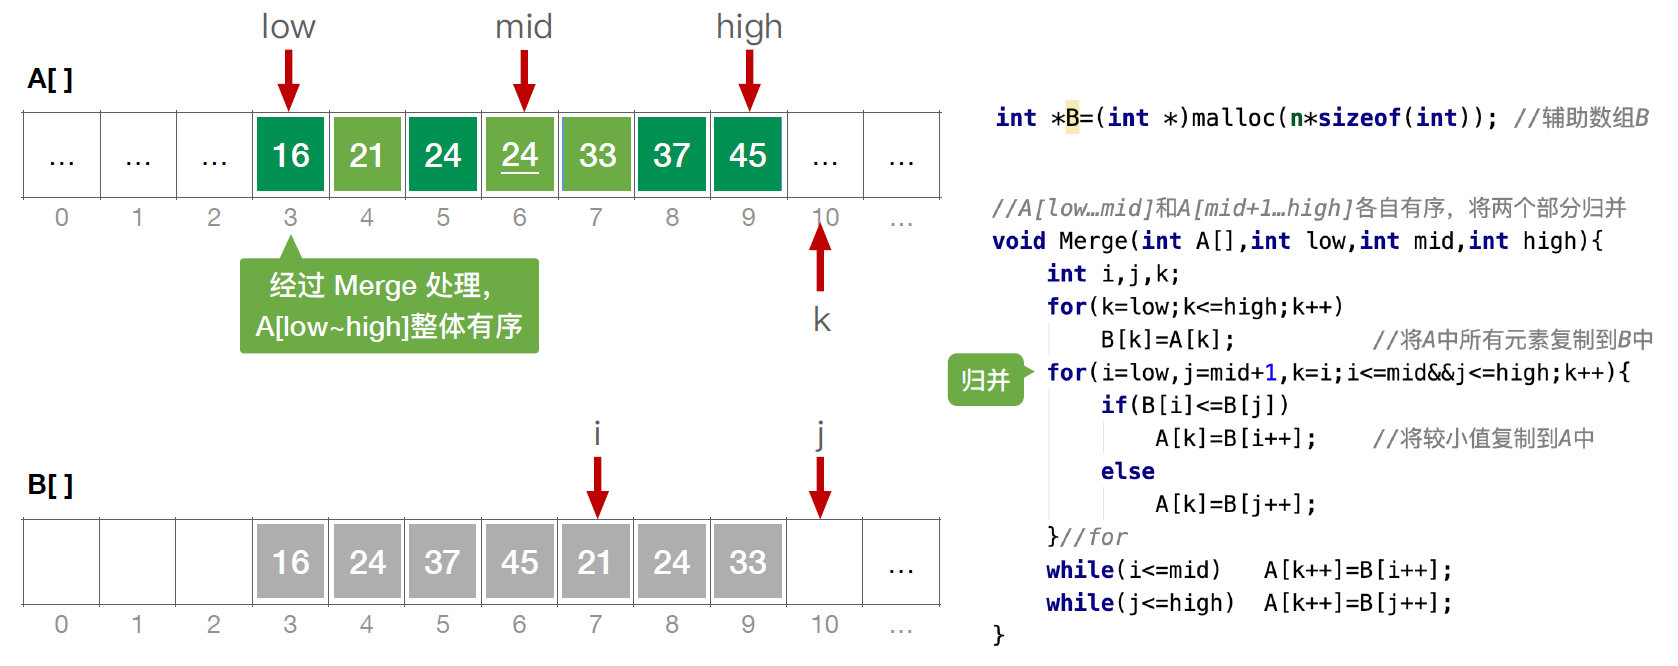 low mid high
A[ ]
... ... ... 16 21 24 24 33 37 45 ... ...
0 1 2 3 4 5 6 7 8 9 10 ...
经过 Merge 处理，
A[low~high]整体有序
k
i j
B[ ]
16 24 37 45 21 24 33 ...
0 1 2 3 4 5 6 7 8 9 10 ...
int *B=(int *)malloc(n*sizeof(int)); //辅助数组B
//A[low…mid]和A[mid+1…high]各自有序，将两个部分归并
void Merge(int A[],int low,int mid,int high){
int i,j,k;
for(k=low;k<=high;k++)
B[k]=A[k]; //将A中所有元素复制到B中
归并
for(i=low,j=mid+1,k=i;i<=mid&&j<=high;k++){
if(B[i]<=B[j])
A[k]=B[i++]; //将较小值复制到A中
else
A[k]=B[j++];
}//for
while(i<=mid) A[k++]=B[i++];
while(j<=high) A[k++]=B[j++];
}